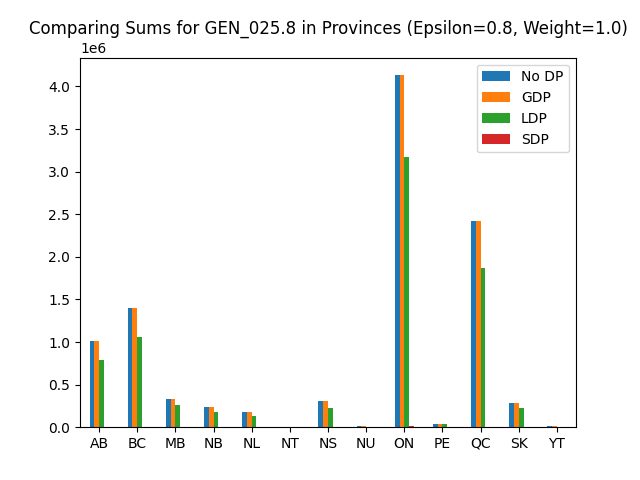 Comparing Sums for GEN_025.8 in Provinces (Epsilon=0.8, Weight=1.0)
1e6
4.0
3.5
3.0
2.5
2.0
1.5
1.0
0.5
0.0
No DP
GDP
LDP
SDP
AB BC MB NB NL NT NS NU ON PE QC SK YT